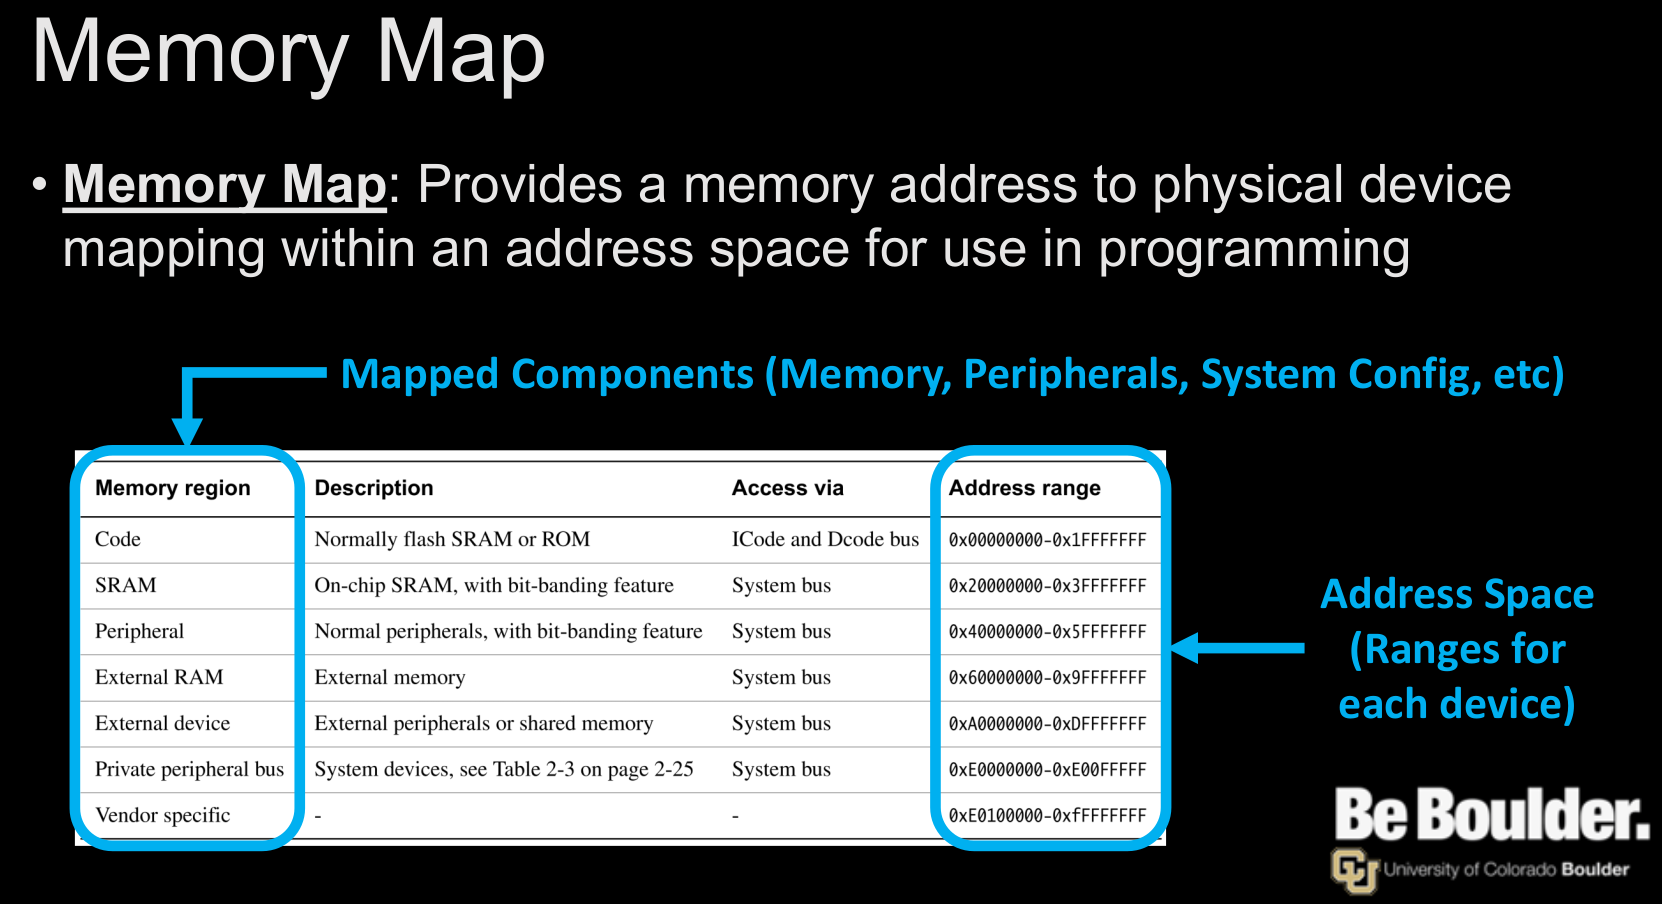 Memory Map
• Memory Map: Provides a memory address to physical device
mapping within an address space for use in programming
Mapped Components (Memory, Peripherals, System Config, etc)
Memory region Description Access via Address range
Code Normally flash SRAM or ROM ICode and Dcode bus 0x00000000-0x1FFFFFFF
SRAM On-chip SRAM, with bit-banding feature System bus 0x20000000-0x3FFFFFFF
Peripheral Normal peripherals, with bit-banding feature System bus 0x40000000-0x5FFFFFFF
External RAM External memory System bus 0x60000000-0x9FFFFFFF
External device External peripherals or shared memory System bus 0xA0000000-0xDFFFFFFF
Private peripheral bus System devices, see Table 2-3 on page 2-25 System bus 0xE0000000-0xE00FFFFF
Vendor specific - - 0xE0100000-0xfFFFFFFF
Address Space
(Ranges for
each device)
Be Boulder.
CU University of Colorado Boulder